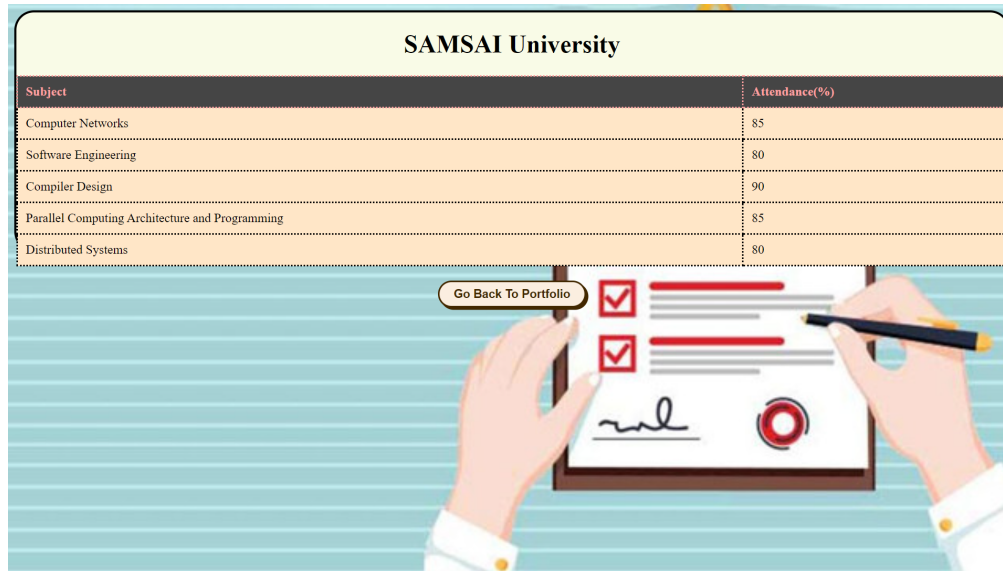 SAMSAI University
Subject Attendance(%)
Computer Networks 85
Software Engineering 80
Compiler Design 90
Parallel Computing Architecture and Programming 85
Distributed Systems 80
Go Back To Portfolio